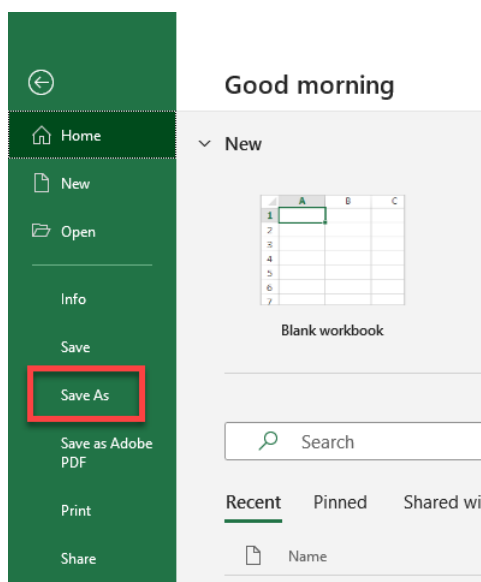 Good morning
Home
New
New
Open
A B C
1
2
3
4
5
6
7
Blank workbook
Info
Save
Save As
Save as Adobe
PDF
Print
Share
Search
Recent Pinned Shared wi
Name